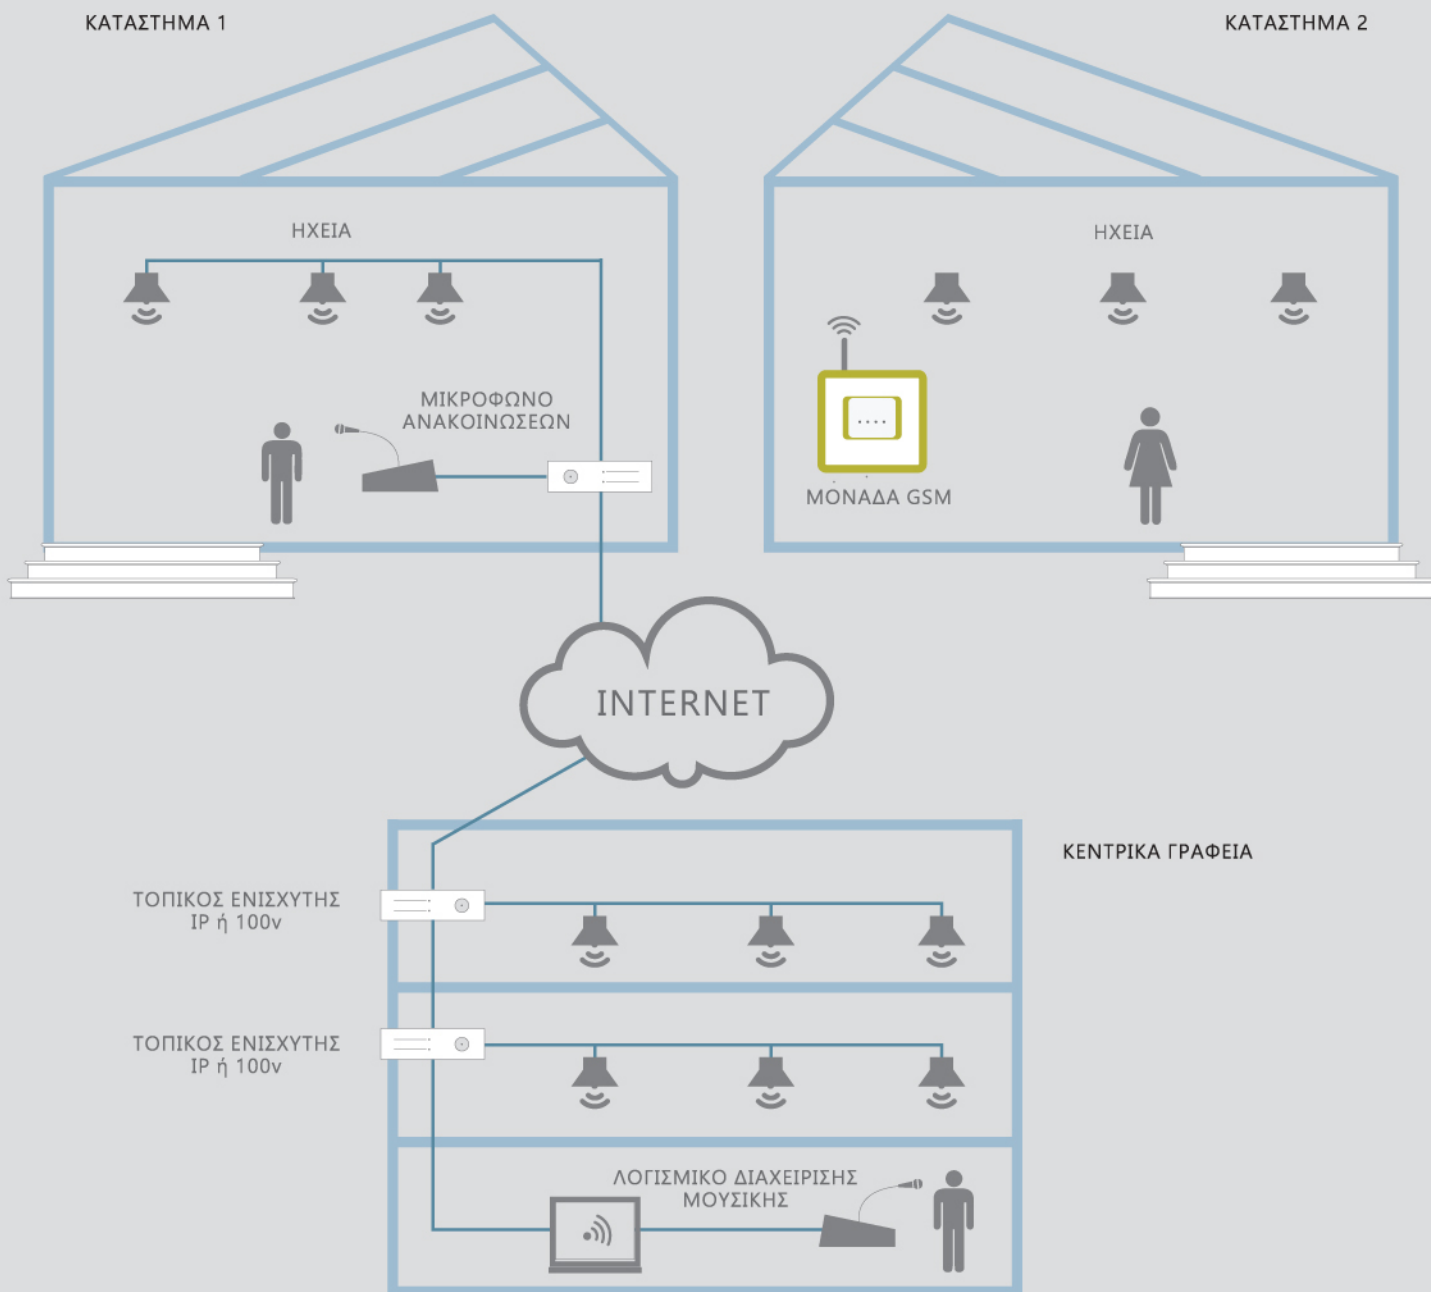 ΚΑΤΑΣΤΗΜΑ 1
ΚΑΤΑΣΤΗΜΑ 2
ΗΧΕΙΑ
ΗΧΕΙΑ
ΜΙΚΡΟΦΩΝΟ
ΑΝΑΚΟΙΝΩΣΕΩΝ
ΜΟΝΑΔΑ GSM
INTERNET
ΚΕΝΤΡΙΚΑ ΓΡΑΦΕΙΑ
ΤΟΠΙΚΟΣ ΕΝΙΣΧΥΤΗΣ
IP ή 100v
ΤΟΠΙΚΟΣ ΕΝΙΣΧΥΤΗΣ
IP ή 100v
ΛΟΓΙΣΜΙΚΟ ΔΙΑΧΕΙΡΙΣΗΣ
ΜΟΥΣΙΚΗΣ